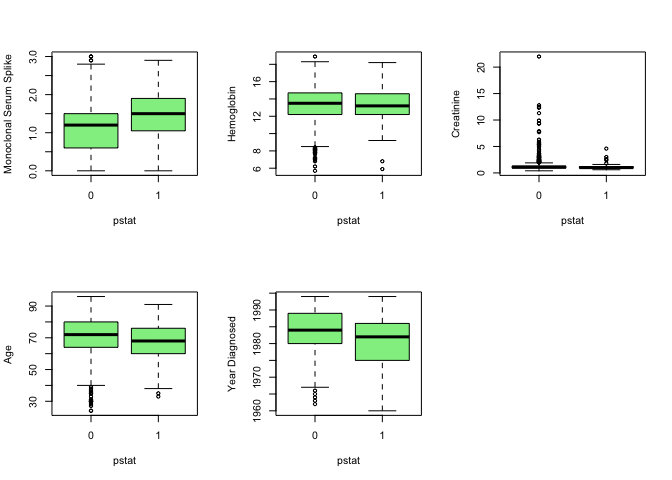 Monoclonal Serum Splike
0.0 1.0 2.0 3.0
0 1
pstat
Hemoglobin
6 8 12 16
0 1
pstat
Creatinine
0 5 10 15 20
0 1
pstat
Age
30 50 70 90
0 1
pstat
Year Diagnosed
1960 1970 1980 1990
0 1
pstat